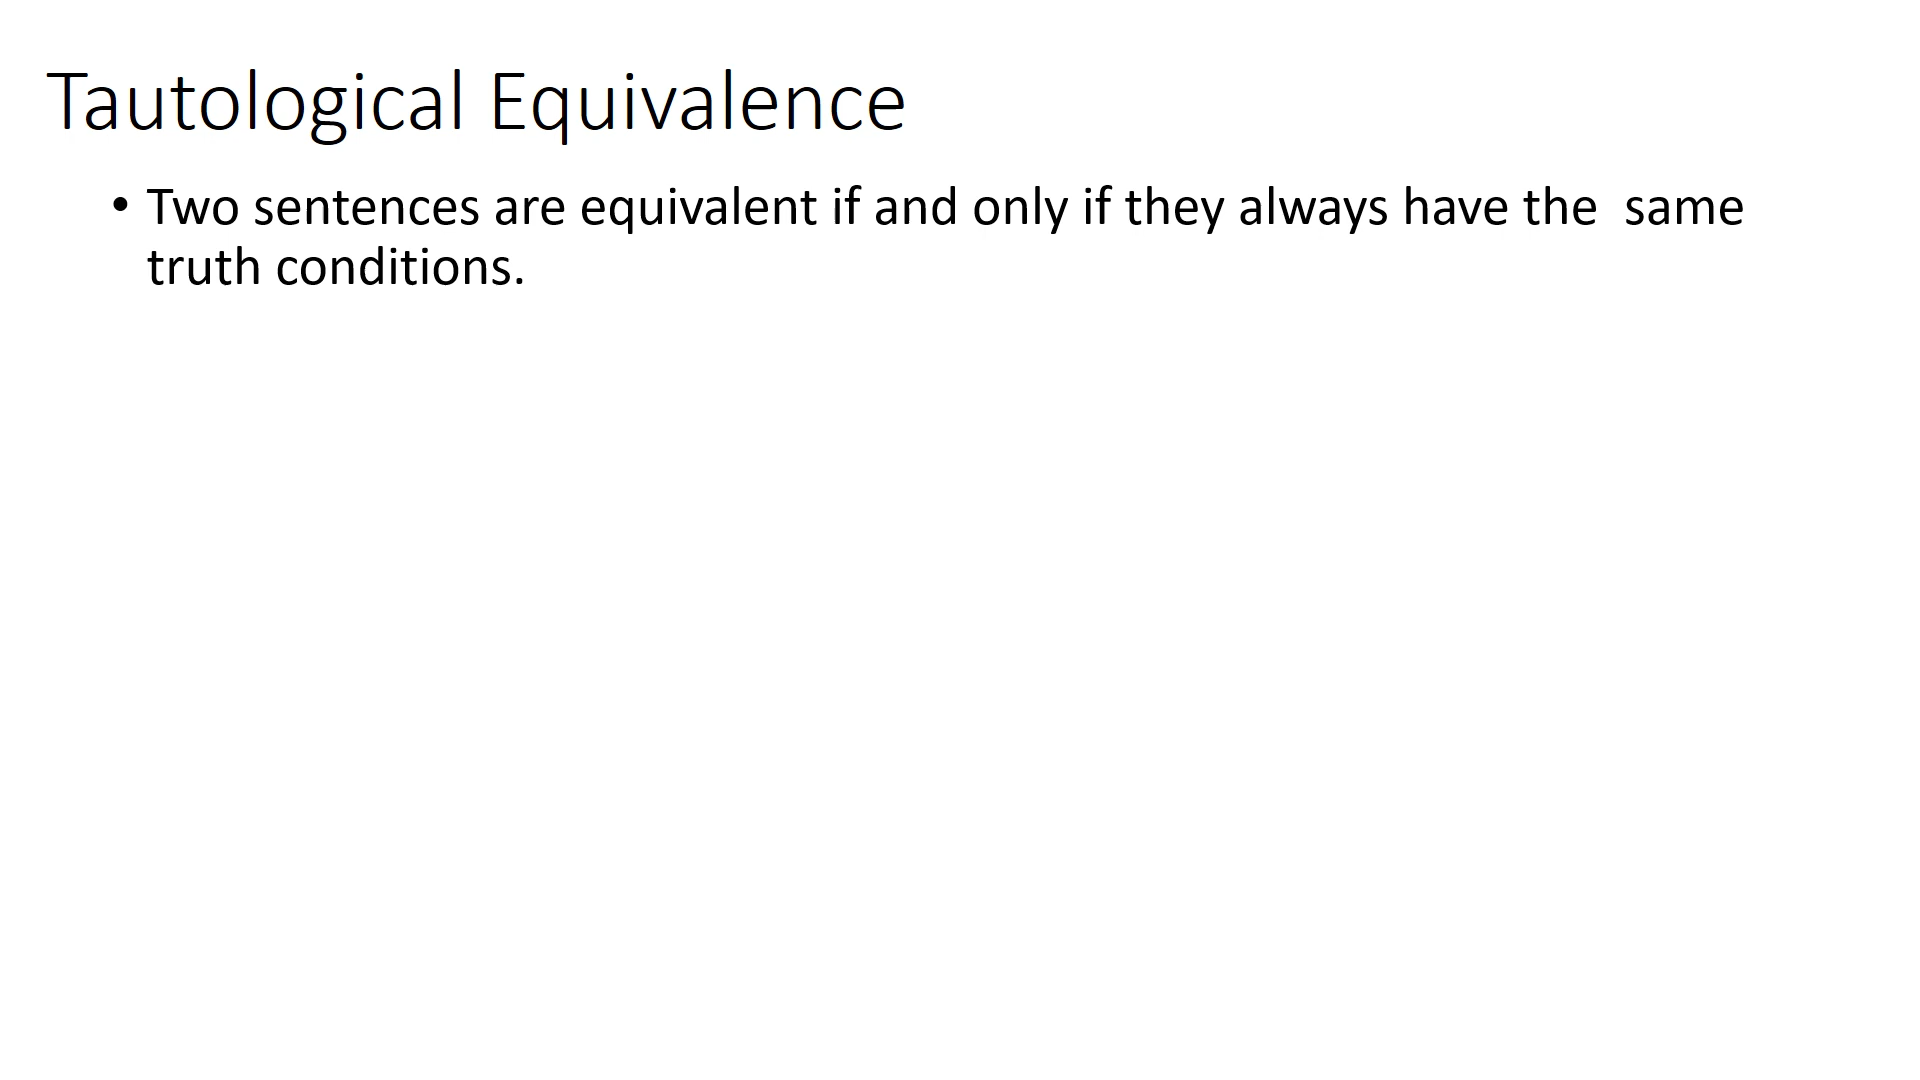 Tautological Equivalence
• Two sentences are equivalent if and only if they always have the  same
truth conditions.